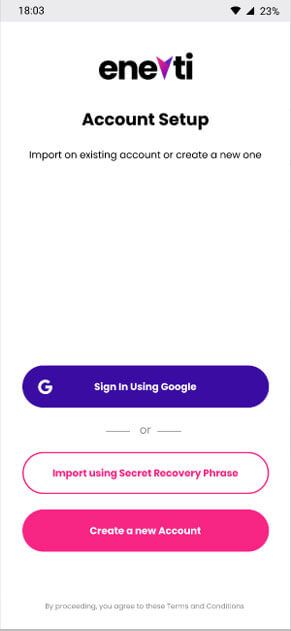 18:03
23%
enevti
Account Setup
Import on existing account or create a new one
Sign In Using Google
or
Import using Secret Recovery Phrase
Create a new Account
By proceeding, you agree to these Terms and Conditions